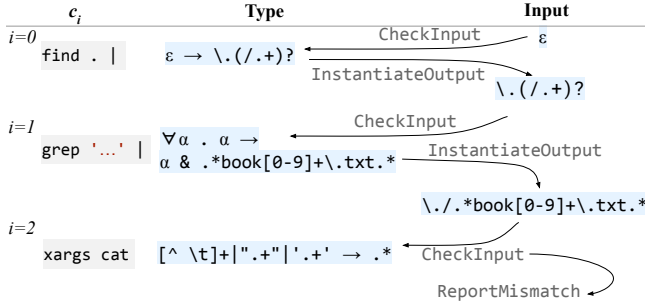 c_i Type Input
i=0 CheckInput ε
find . | ε → \.(/.+)?
InstantiateOutput
\.(/.+)?
i=1 CheckInput
∀α . α →
grep '…' | α & .*book[0-9]+\.txt.* InstantiateOutput
\./.*book[0-9]+\.txt.*
i=2
xargs cat [^ \t]+|".+"|'.+' → .* CheckInput
ReportMismatch